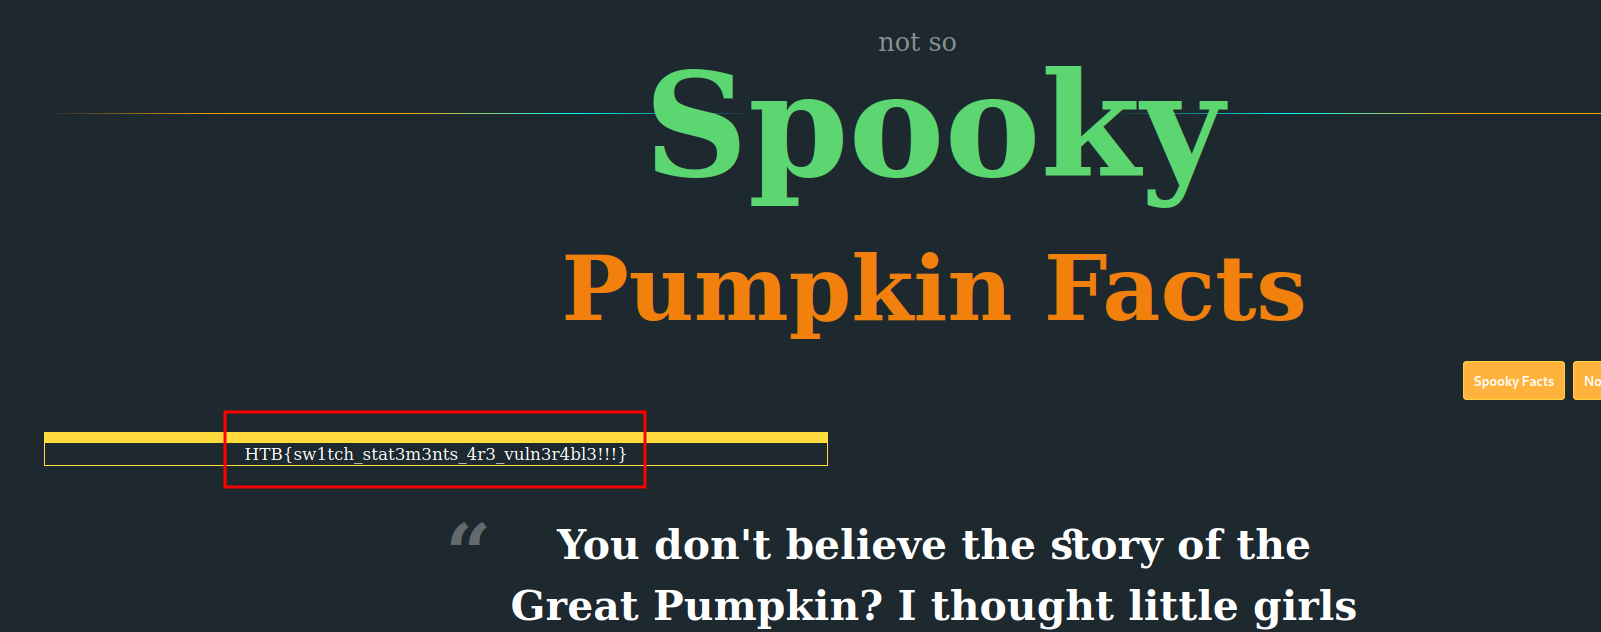 not so
Spooky
Pumpkin Facts
Spooky Facts
No
HTB{sw1tch_stat3m3nts_4r3_vuln3r4bl3!!!}
“ You don't believe the story of the
Great Pumpkin? I thought little girls